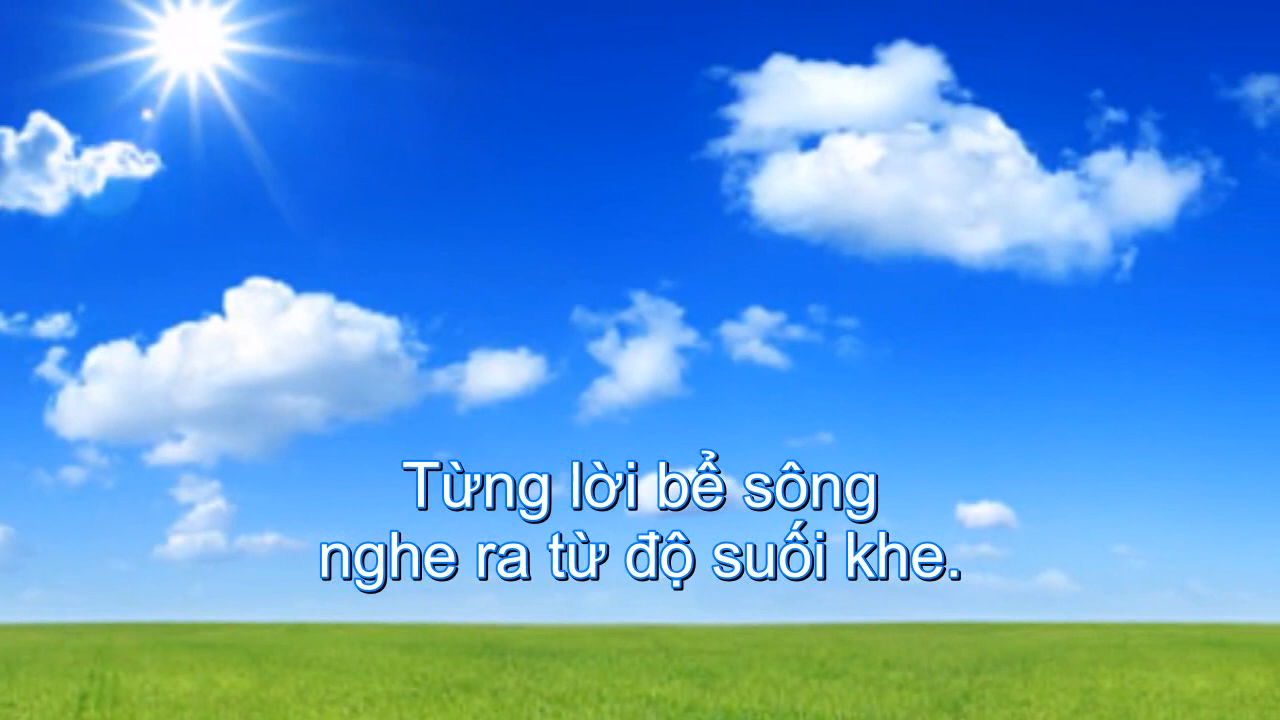 Từng lời bể sông
nghe ra từ độ suối khe.